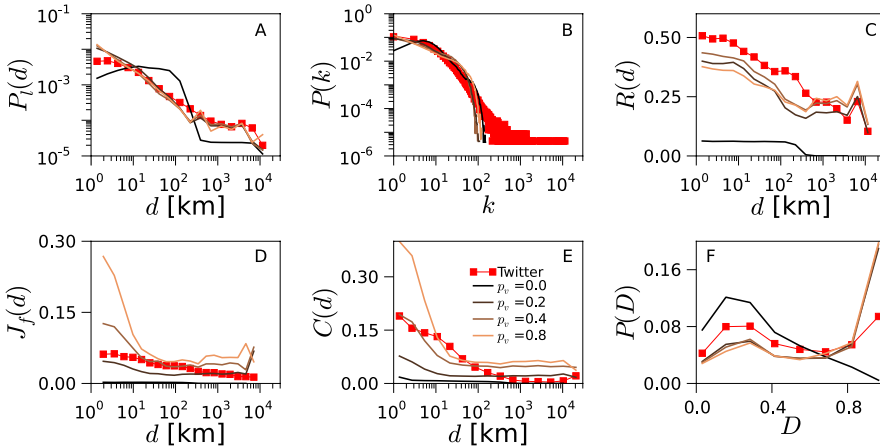 A
P_l(d)
10^-1
10^-3
10^-5
10^0 10^1 10^2 10^3 10^4
d [km]
B
P(k)
10^0
10^-2
10^-4
10^-6
10^0 10^1 10^2 10^3 10^4
k
C
R(d)
0.50
0.25
0.00
10^0 10^1 10^2 10^3 10^4
d [km]
D
J_f(d)
0.30
0.15
0.00
10^0 10^1 10^2 10^3 10^4
d [km]
E
C(d)
0.30
0.15
0.00
Twitter
p_v =0.0
p_v =0.2
p_v =0.4
p_v =0.8
10^0 10^1 10^2 10^3 10^4
d [km]
F
P(D)
0.16
0.08
0.00
0.0 0.4 0.8
D